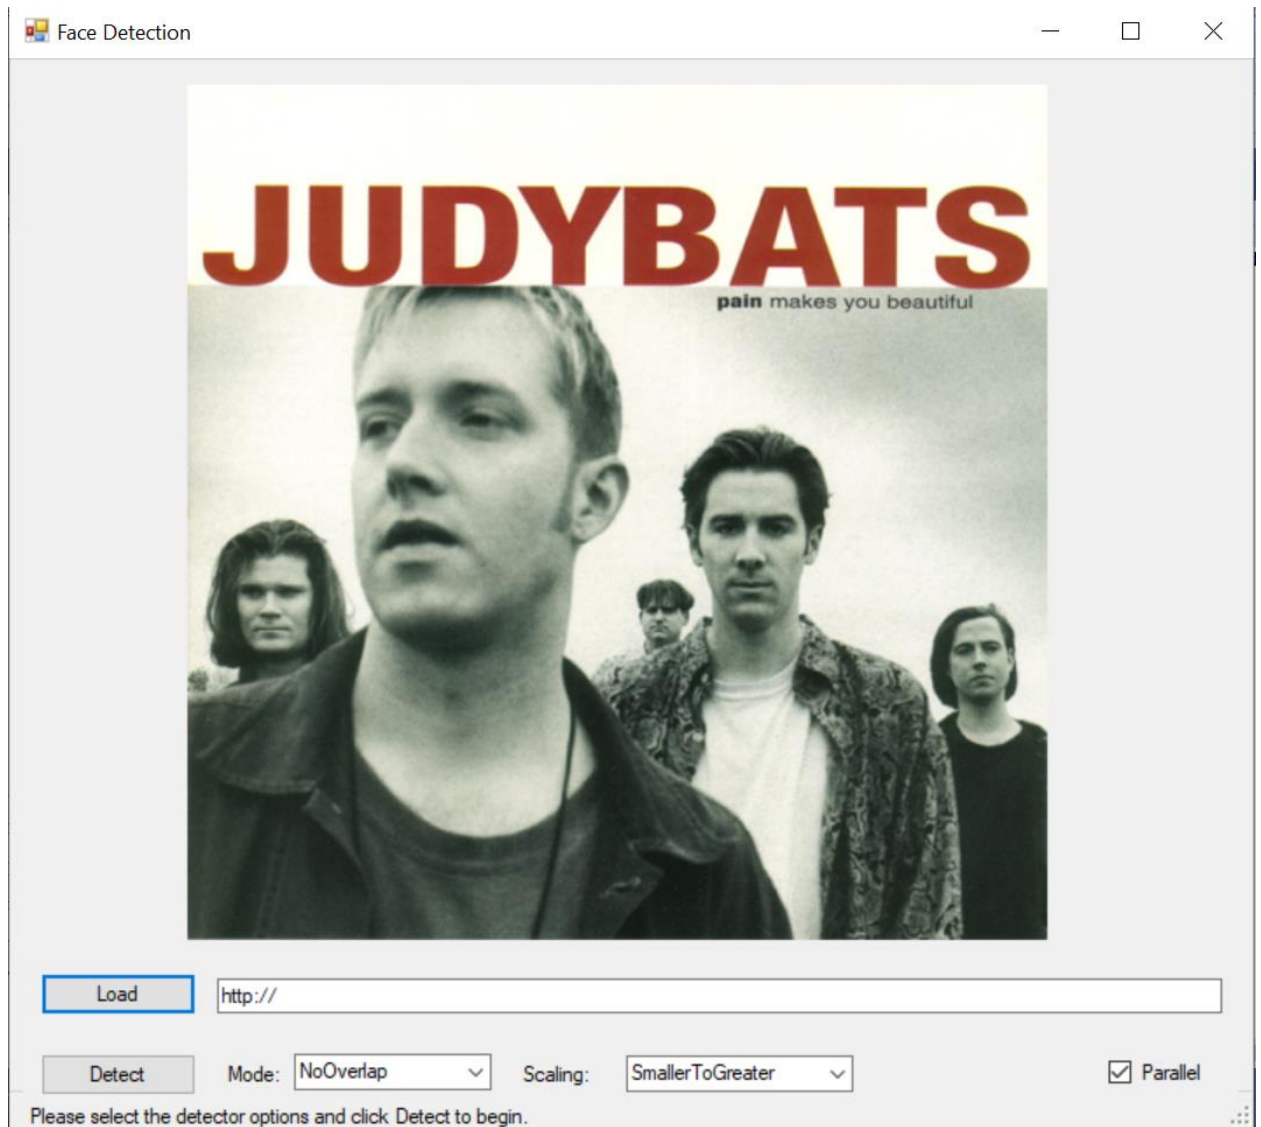 Face Detection
JUDYBATS
pain makes you beautiful
Load
http://
Detect
Mode:
NoOverlap
Scaling:
SmallerToGreater
Parallel
Please select the detector options and click Detect to begin.